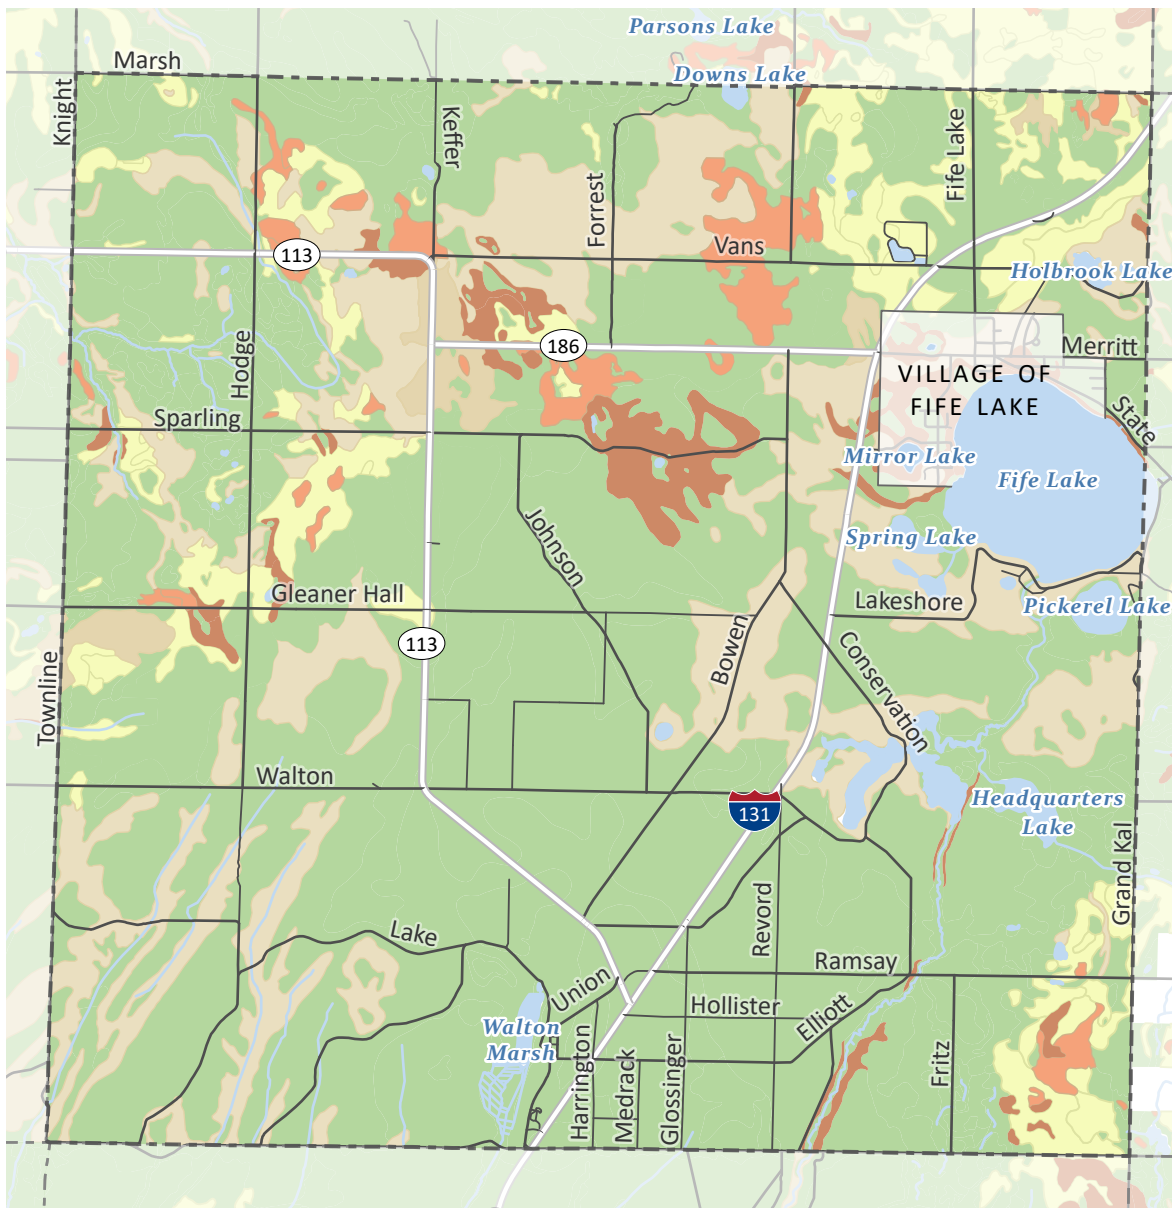 Parsons Lake
Marsh
Downs Lake
Knight
Keffer
Fife Lake
Forrest
Vans
113
Holbrook Lake
Hodge
186
Merritt
VILLAGE OF
FIFE LAKE
Sparling
State
Mirror Lake
Fife Lake
Johnson
Spring Lake
Gleaner Hall
Lakeshore
Pickerel Lake
113
Bowen
Conservation
Townline
Walton
131
Headquarters
Lake
Grand Kal
Lake
Revord
Ramsay
Union
Hollister
Elliott
Walton
Marsh
Harrington
Medrack
Glossinger
Fritz